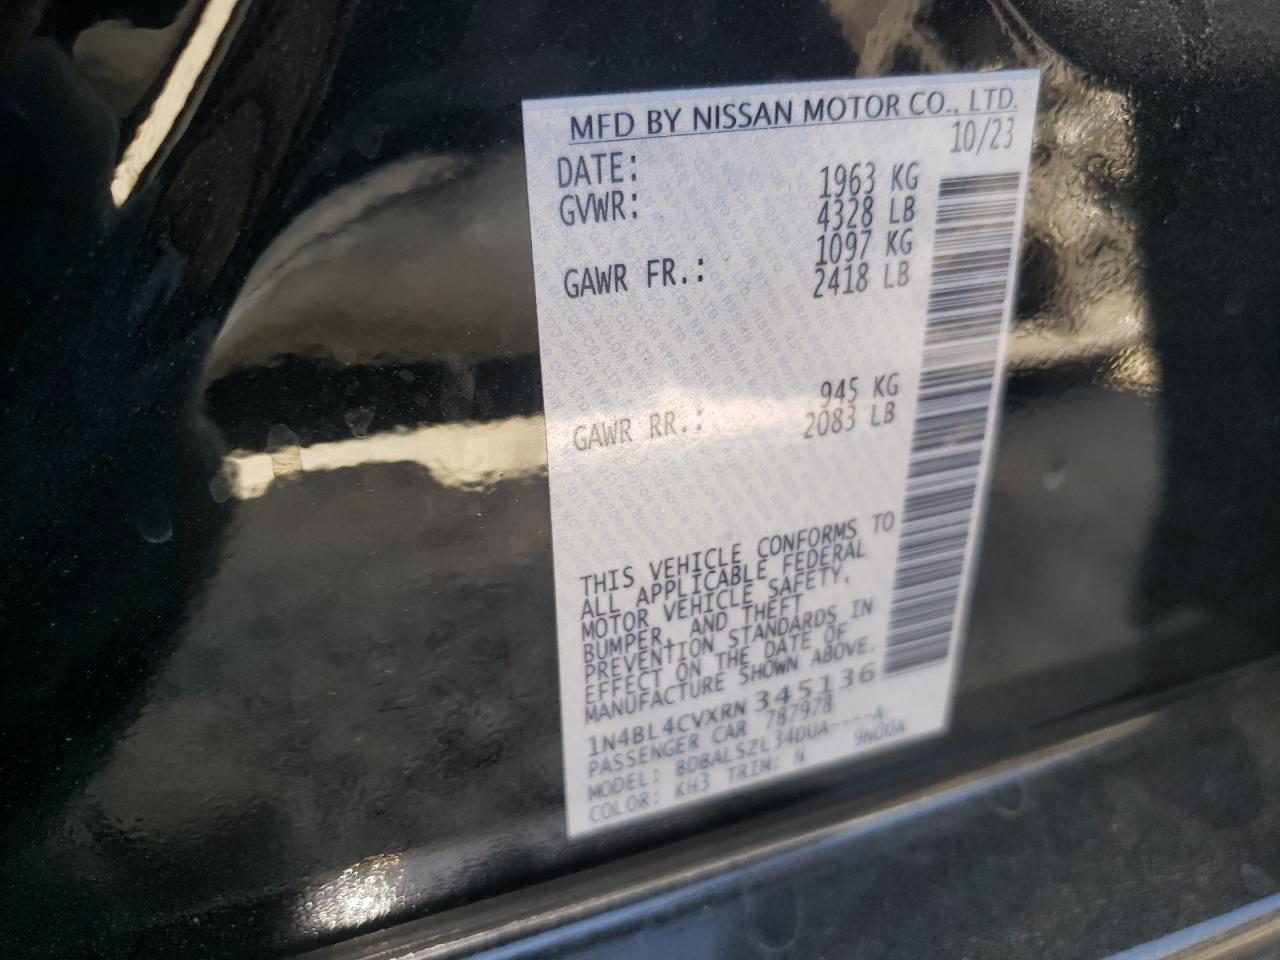 MFD BY NISSAN MOTOR CO., LTD.
DATE: 10/23
GVWR: 1963 KG
4328 LB
GAWR FR.: 1097 KG
2418 LB
GAWR RR.: 945 KG
2083 LB
THIS VEHICLE CONFORMS TO
ALL APPLICABLE FEDERAL
MOTOR VEHICLE SAFETY,
BUMPER, AND THEFT
PREVENTION STANDARDS IN
EFFECT ON THE DATE OF
MANUFACTURE SHOWN ABOVE.
1N4BL4CVXRN345136
PASSENGER CAR 787978
MODEL: BDBALSZL34DUA----A
COLOR: KH3 TRIM: N 9N00A